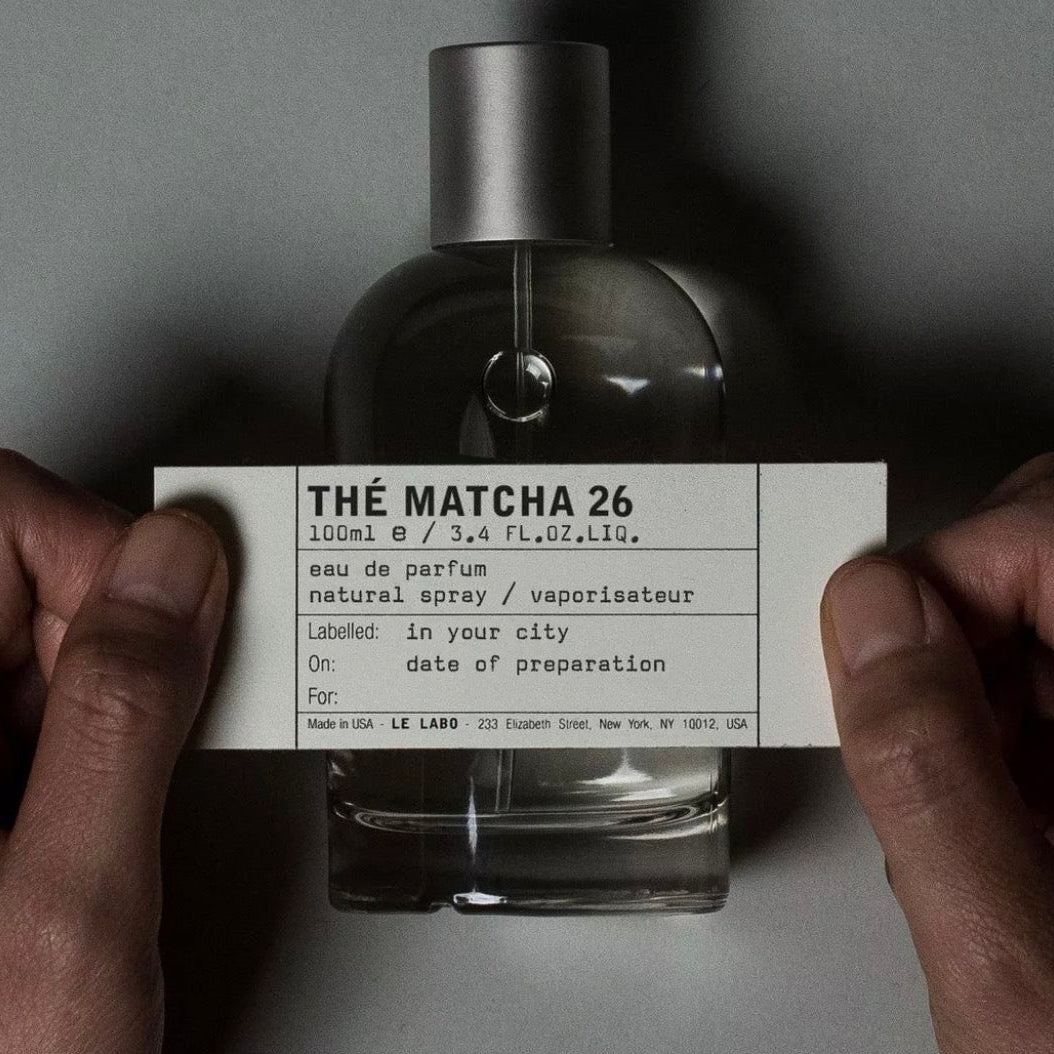 THÉ MATCHA 26
100ml e / 3.4 FL.OZ.LIQ.
eau de parfum
natural spray / vaporisateur
Labelled: in your city
On: date of preparation
For:
Made in USA - LE LABO - 233 Elizabeth Street, New York, NY 10012, USA